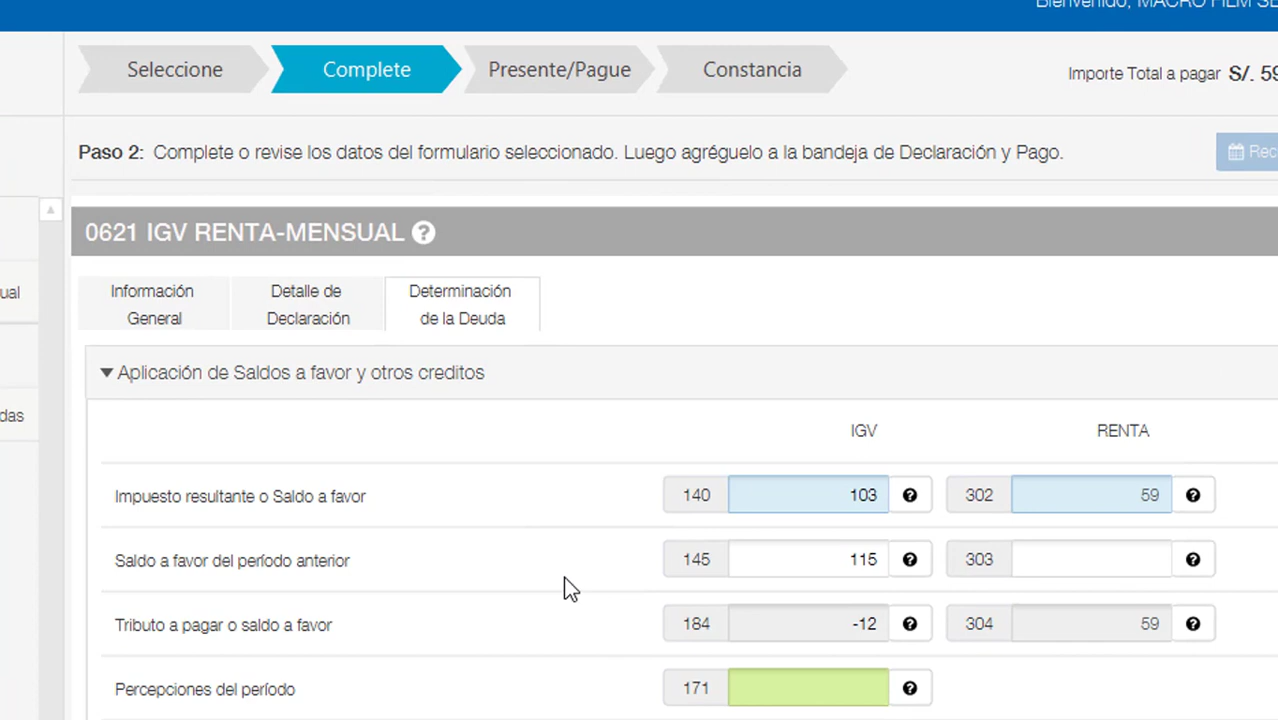 Bienvenido, MACRO FILM SE
Seleccione Complete Presente/Pague Constancia Importe Total a pagar S/. 59
Paso 2: Complete o revise los datos del formulario seleccionado. Luego agréguelo a la bandeja de Declaración y Pago. Rec
0621 IGV RENTA-MENSUAL ?
Información General Detalle de Declaración Determinación de la Deuda
ual
Aplicación de Saldos a favor y otros creditos
das
IGV RENTA
Impuesto resultante o Saldo a favor 140 103 ? 302 59 ?
Saldo a favor del período anterior 145 115 ? 303 ?
Tributo a pagar o saldo a favor 184 -12 ? 304 59 ?
Percepciones del período 171 ?